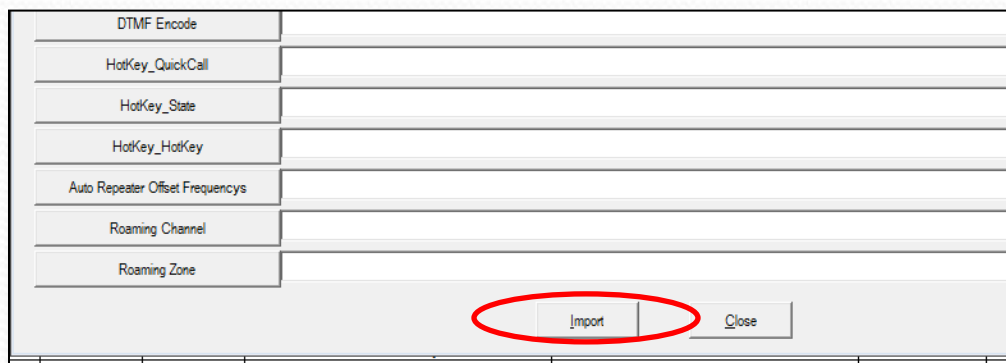 DTMF Encode
HotKey_QuickCall
HotKey_State
HotKey_HotKey
Auto Repeater Offset Frequencys
Roaming Channel
Roaming Zone
Import Close